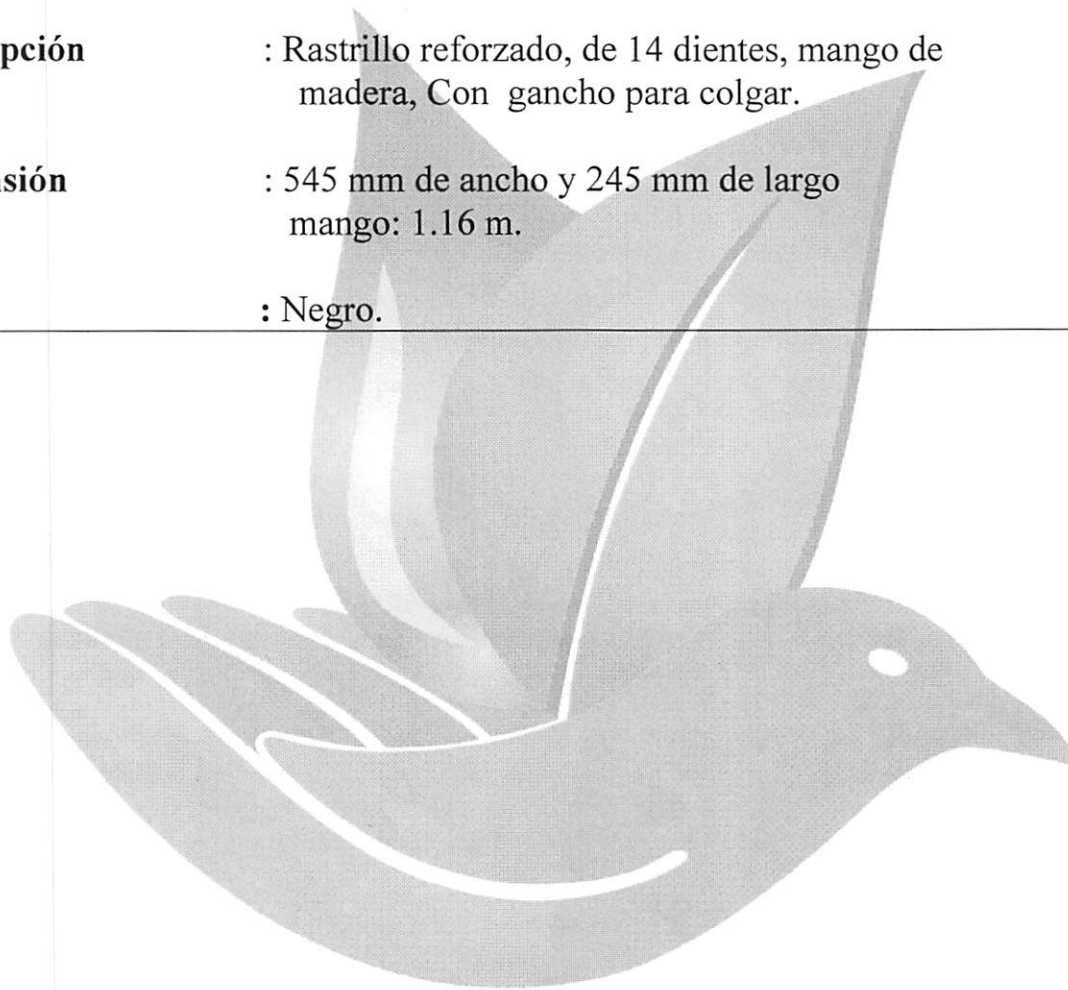 pción : Rastrillo reforzado, de 14 dientes, mango de
madera, Con gancho para colgar.
nsión : 545 mm de ancho y 245 mm de largo
mango: 1.16 m.
: Negro.